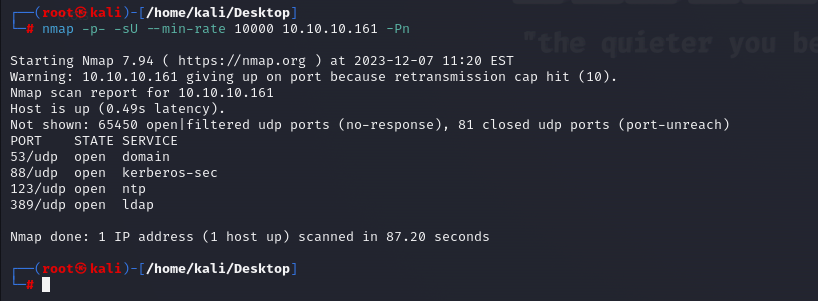 ┌──(root㉿kali)-[/home/kali/Desktop]
└─# nmap -p- -sU --min-rate 10000 10.10.10.161 -Pn
"the quieter you be
Starting Nmap 7.94 ( https://nmap.org ) at 2023-12-07 11:20 EST
Warning: 10.10.10.161 giving up on port because retransmission cap hit (10).
Nmap scan report for 10.10.10.161
Host is up (0.49s latency).
Not shown: 65450 open|filtered udp ports (no-response), 81 closed udp ports (port-unreach)
PORT    STATE SERVICE
53/udp  open  domain
88/udp  open  kerberos-sec
123/udp open  ntp
389/udp open  ldap
Nmap done: 1 IP address (1 host up) scanned in 87.20 seconds
┌──(root㉿kali)-[/home/kali/Desktop]
└─#